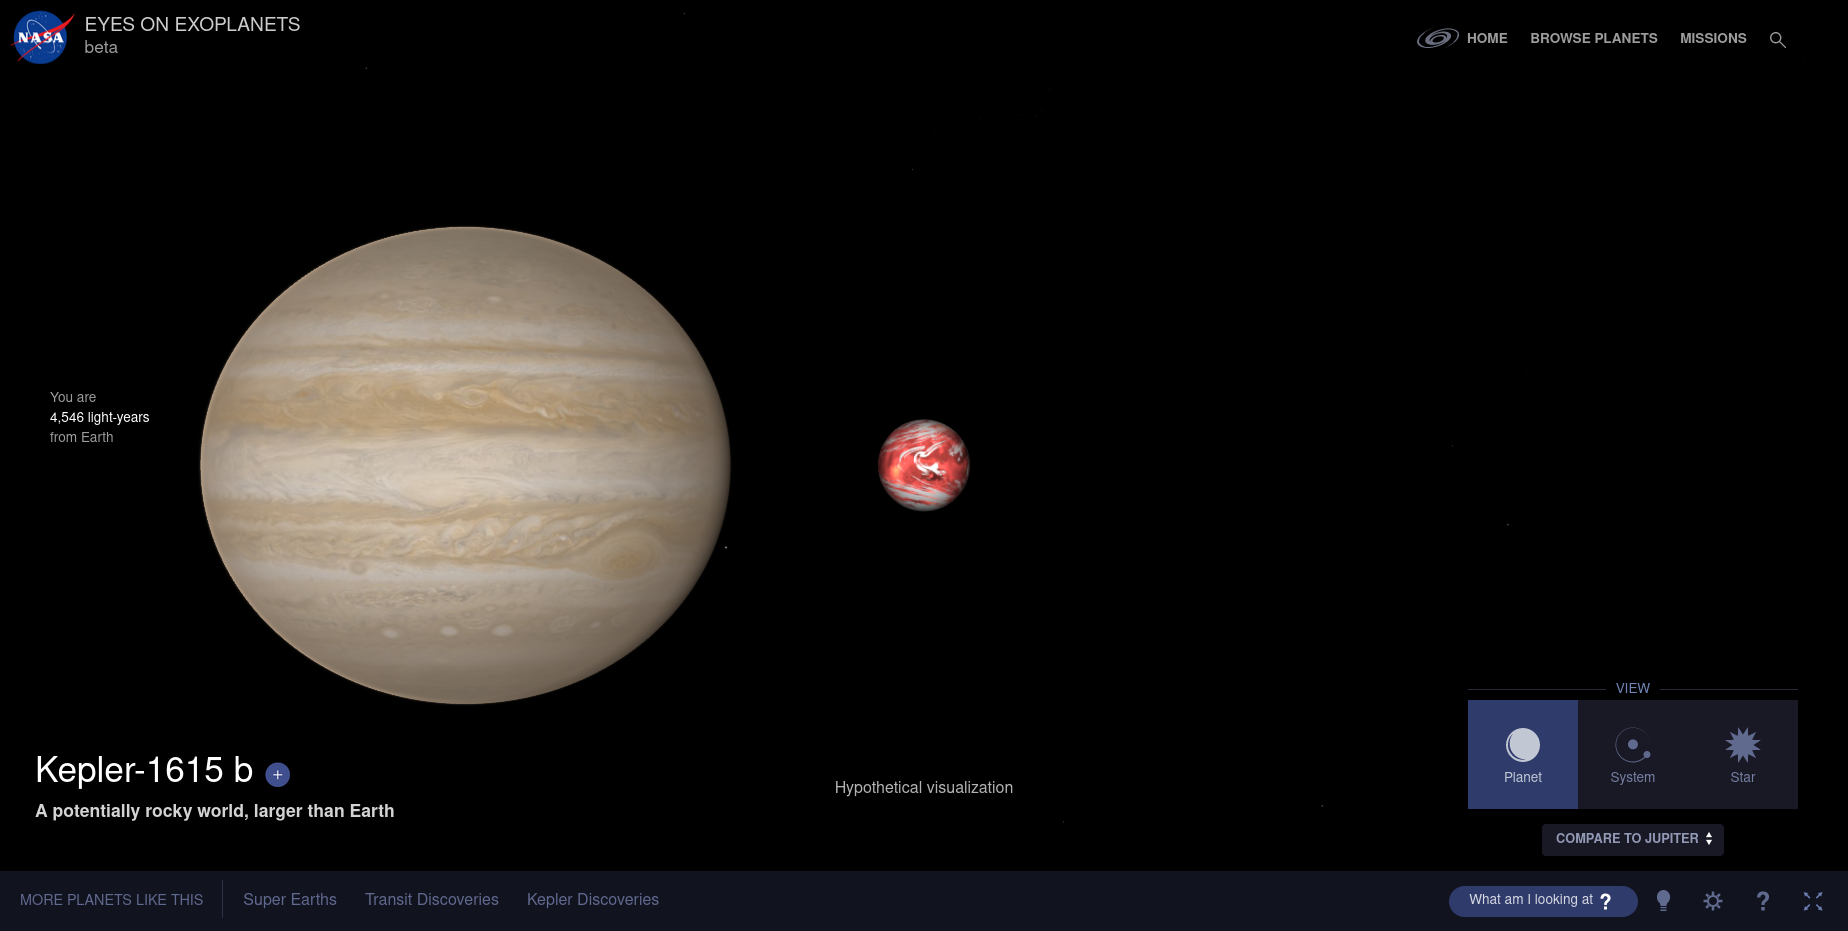 NASA
EYES ON EXOPLANETS
beta
HOME
BROWSE PLANETS
MISSIONS
You are
4,546 light-years
from Earth
Kepler-1615 b +
A potentially rocky world, larger than Earth
Hypothetical visualization
VIEW
Planet
System
Star
COMPARE TO JUPITER
MORE PLANETS LIKE THIS
Super Earths
Transit Discoveries
Kepler Discoveries
What am I looking at ?
?